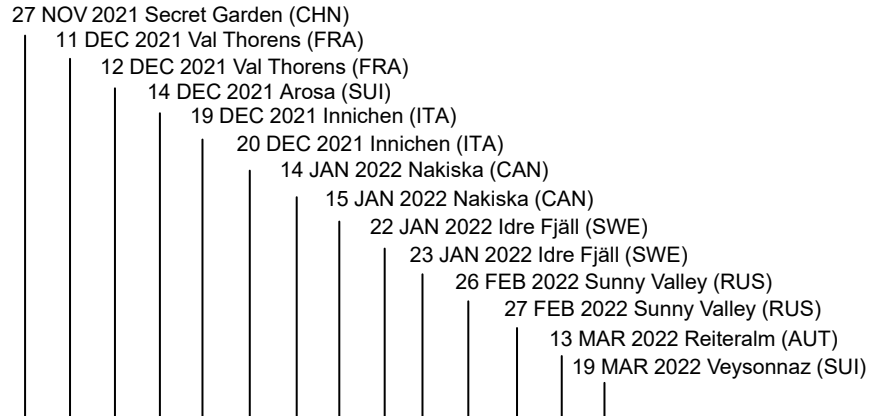 27 NOV 2021 Secret Garden (CHN)
11 DEC 2021 Val Thorens (FRA)
12 DEC 2021 Val Thorens (FRA)
14 DEC 2021 Arosa (SUI)
19 DEC 2021 Innichen (ITA)
20 DEC 2021 Innichen (ITA)
14 JAN 2022 Nakiska (CAN)
15 JAN 2022 Nakiska (CAN)
22 JAN 2022 Idre Fjäll (SWE)
23 JAN 2022 Idre Fjäll (SWE)
26 FEB 2022 Sunny Valley (RUS)
27 FEB 2022 Sunny Valley (RUS)
13 MAR 2022 Reiteralm (AUT)
19 MAR 2022 Veysonnaz (SUI)